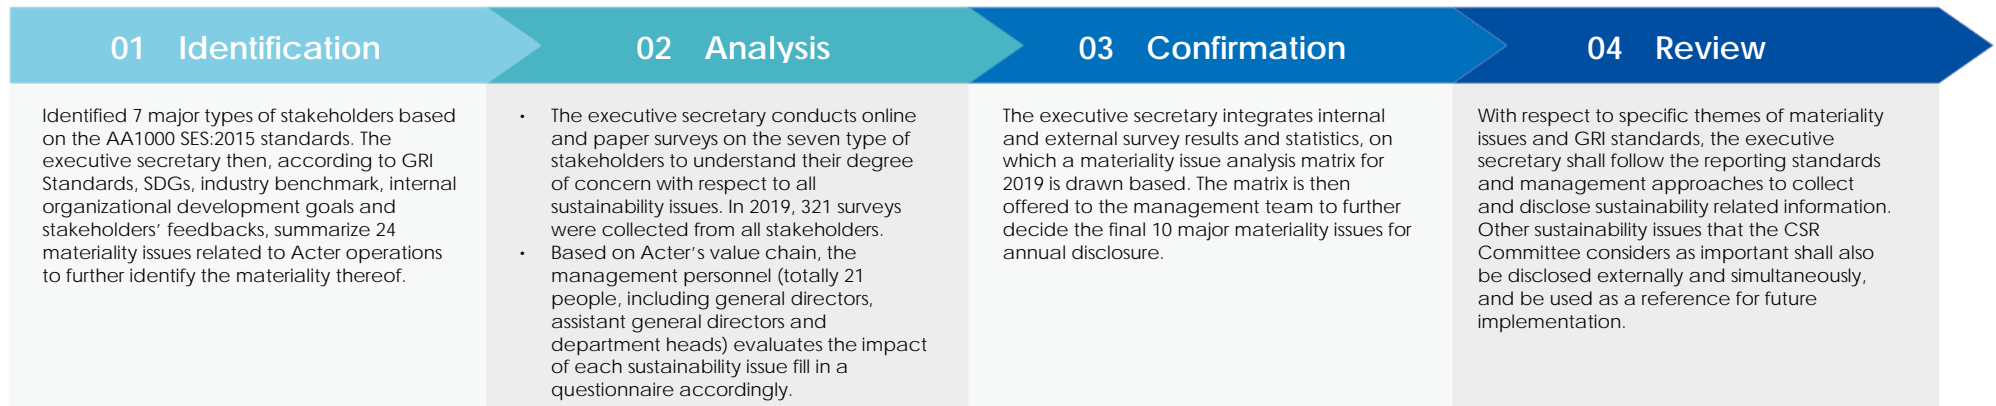 01 Identification
Identified 7 major types of stakeholders based
on the AA1000 SES:2015 standards. The
executive secretary then, according to GRI
Standards, SDGs, industry benchmark, internal
organizational development goals and
stakeholders' feedbacks, summarize 24
materiality issues related to Acter operations
to further identify the materiality thereof.
02 Analysis
• The executive secretary conducts online
and paper surveys on the seven type of
stakeholders to understand their degree
of concern with respect to all
sustainability issues. In 2019, 321 surveys
were collected from all stakeholders.
• Based on Acter's value chain, the
management personnel (totally 21
people, including general directors,
assistant general directors and
department heads) evaluates the impact
of each sustainability issue fill in a
questionnaire accordingly.
03 Confirmation
The executive secretary integrates internal
and external survey results and statistics, on
which a materiality issue analysis matrix for
2019 is drawn based. The matrix is then
offered to the management team to further
decide the final 10 major materiality issues for
annual disclosure.
04 Review
With respect to specific themes of materiality
issues and GRI standards, the executive
secretary shall follow the reporting standards
and management approaches to collect
and disclose sustainability related information.
Other sustainability issues that the CSR
Committee considers as important shall also
be disclosed externally and simultaneously,
and be used as a reference for future
implementation.